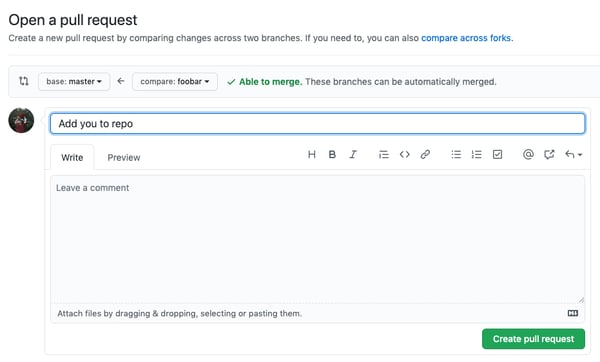 Open a pull request
Create a new pull request by comparing changes across two branches. If you need to, you can also compare across forks.
base: master compare: foobar Able to merge. These branches can be automatically merged.
Add you to repo
Write Preview H B I
Leave a comment
Attach files by dragging & dropping, selecting or pasting them.
Create pull request